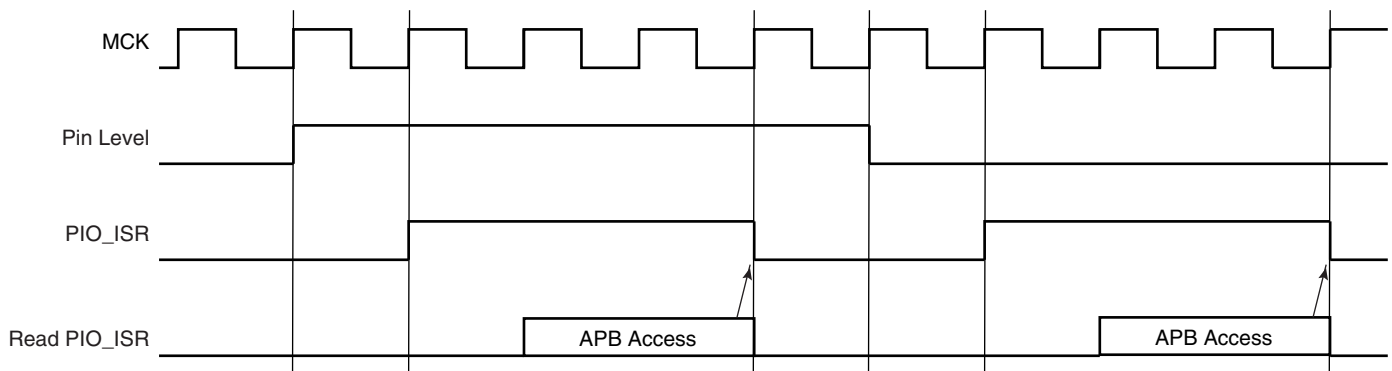 MCK
Pin Level
PIO_ISR
Read PIO_ISR
APB Access
APB Access